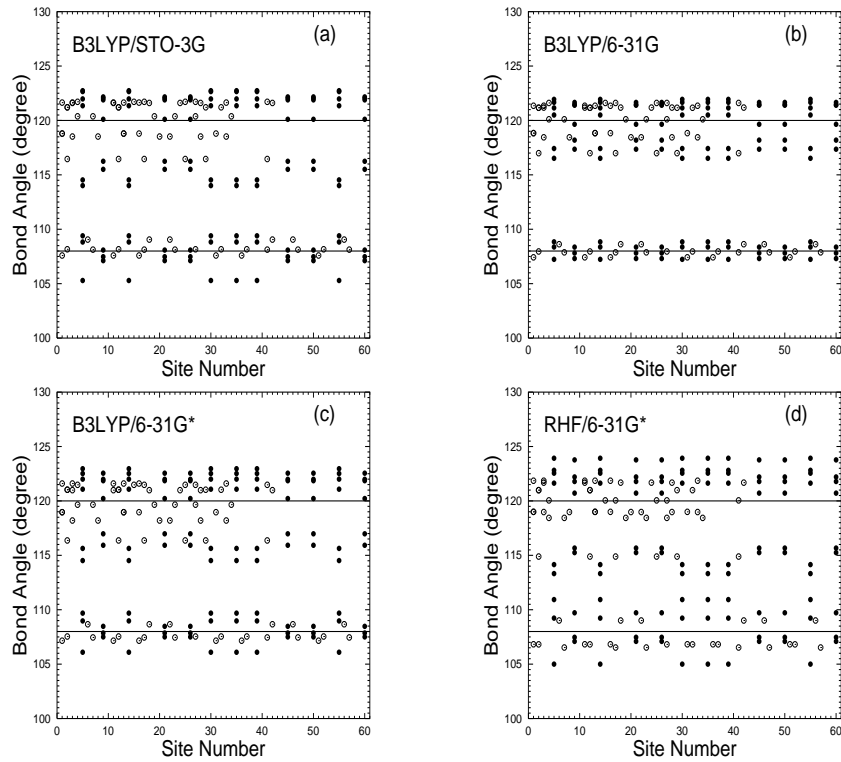 B3LYP/STO-3G
(a)
130
125
120
115
110
105
100
0 10 20 30 40 50 60
Bond Angle (degree)
Site Number
B3LYP/6-31G
(b)
130
125
120
115
110
105
100
0 10 20 30 40 50 60
Bond Angle (degree)
Site Number
B3LYP/6-31G*
(c)
130
125
120
115
110
105
100
0 10 20 30 40 50 60
Bond Angle (degree)
Site Number
RHF/6-31G*
(d)
130
125
120
115
110
105
100
0 10 20 30 40 50 60
Bond Angle (degree)
Site Number